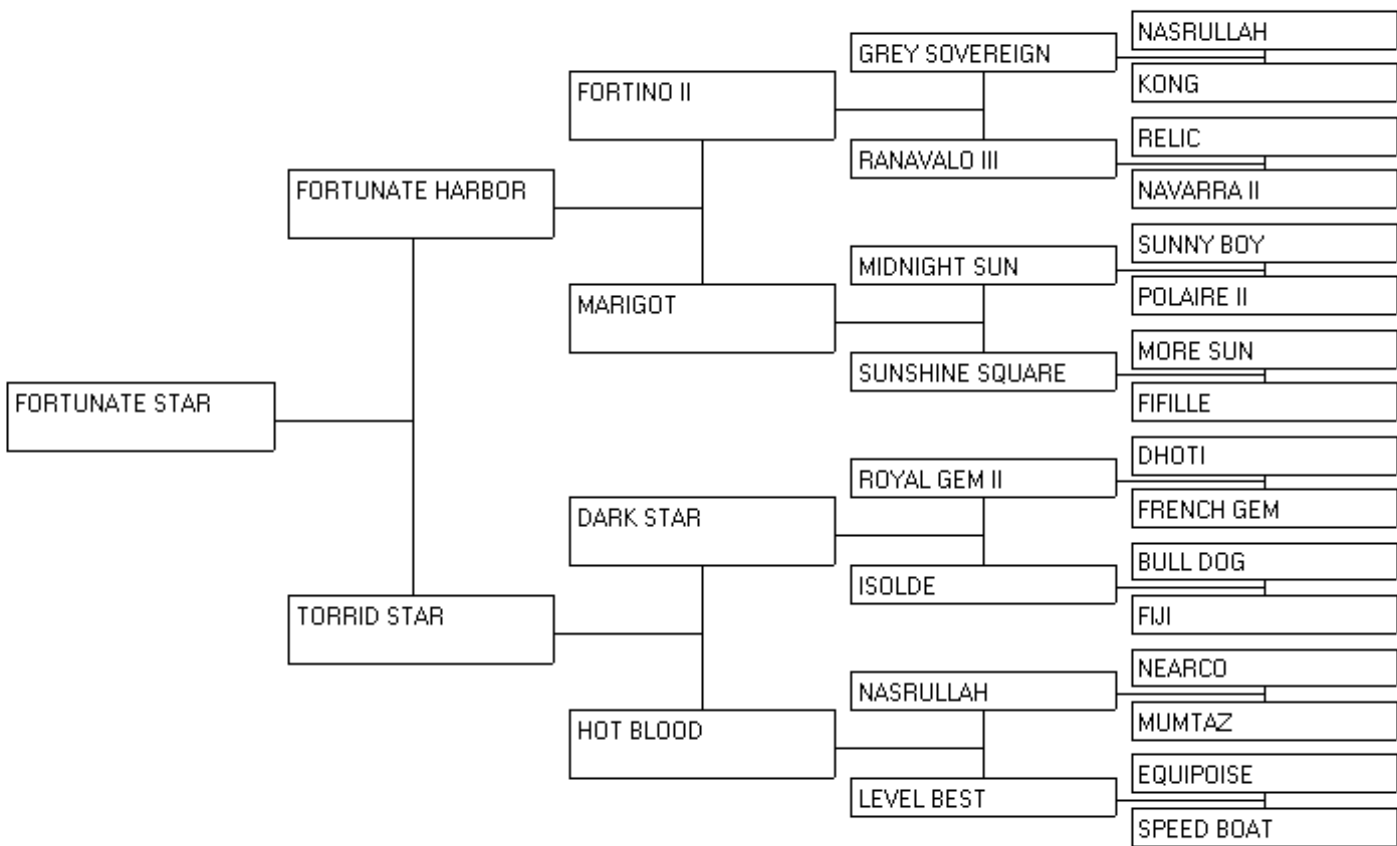 NASRULLAH
GREY SOVEREIGN
KONG
FORTINO II
RELIC
RANAVALO III
NAVARRA II
FORTUNATE HARBOR
SUNNY BOY
MIDNIGHT SUN
POLAIRE II
MARIGOT
MORE SUN
SUNSHINE SQUARE
FIFILLE
FORTUNATE STAR
DHOTI
ROYAL GEM II
FRENCH GEM
DARK STAR
BULL DOG
ISOLDE
FIJI
TORRID STAR
NEARCO
NASRULLAH
MUMTAZ
HOT BLOOD
EQUIPOISE
LEVEL BEST
SPEED BOAT